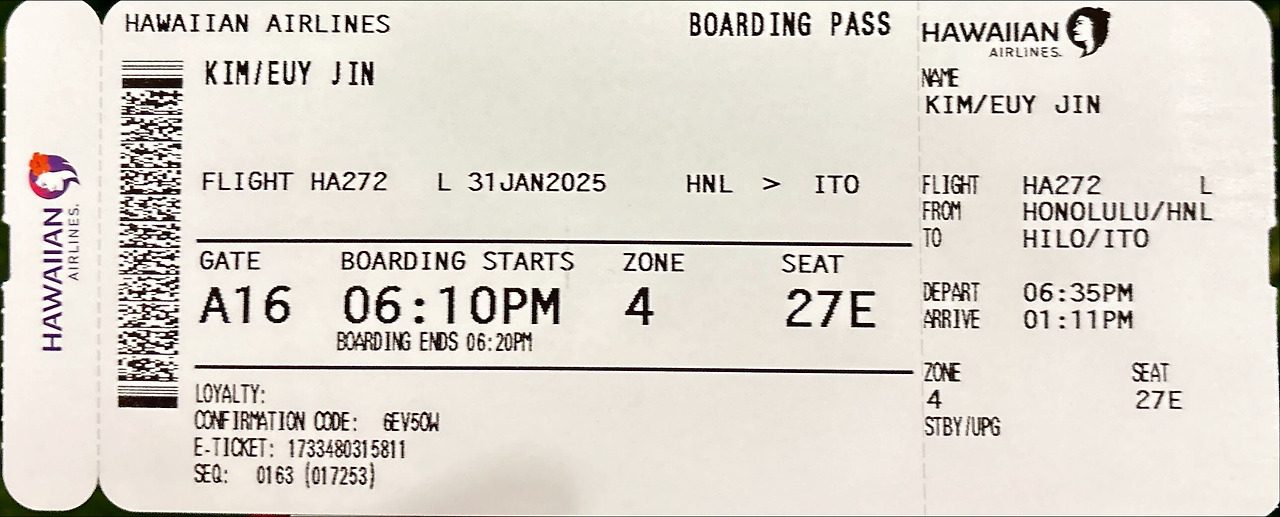 HAWAIIAN AIRLINES.
HAWAIIAN AIRLINES
BOARDING PASS
KIM/EUY JIN
FLIGHT HA272 L 31JAN2025 HNL > ITO
GATE BOARDING STARTS ZONE SEAT
A16 06:10PM 4 27E
BOARDING ENDS 06:20PM
LOYALTY:
CONFIRMATION CODE: 6EV5OW
E-TICKET: 1733480315811
SEQ: 0163 (017253)
HAWAIIAN
AIRLINES.
NAME
KIM/EUY JIN
FLIGHT HA272 L
FROM HONOLULU/HNL
TO HILO/ITO
DEPART 06:35PM
ARRIVE 01:11PM
ZONE SEAT
4 27E
STBY/UPG